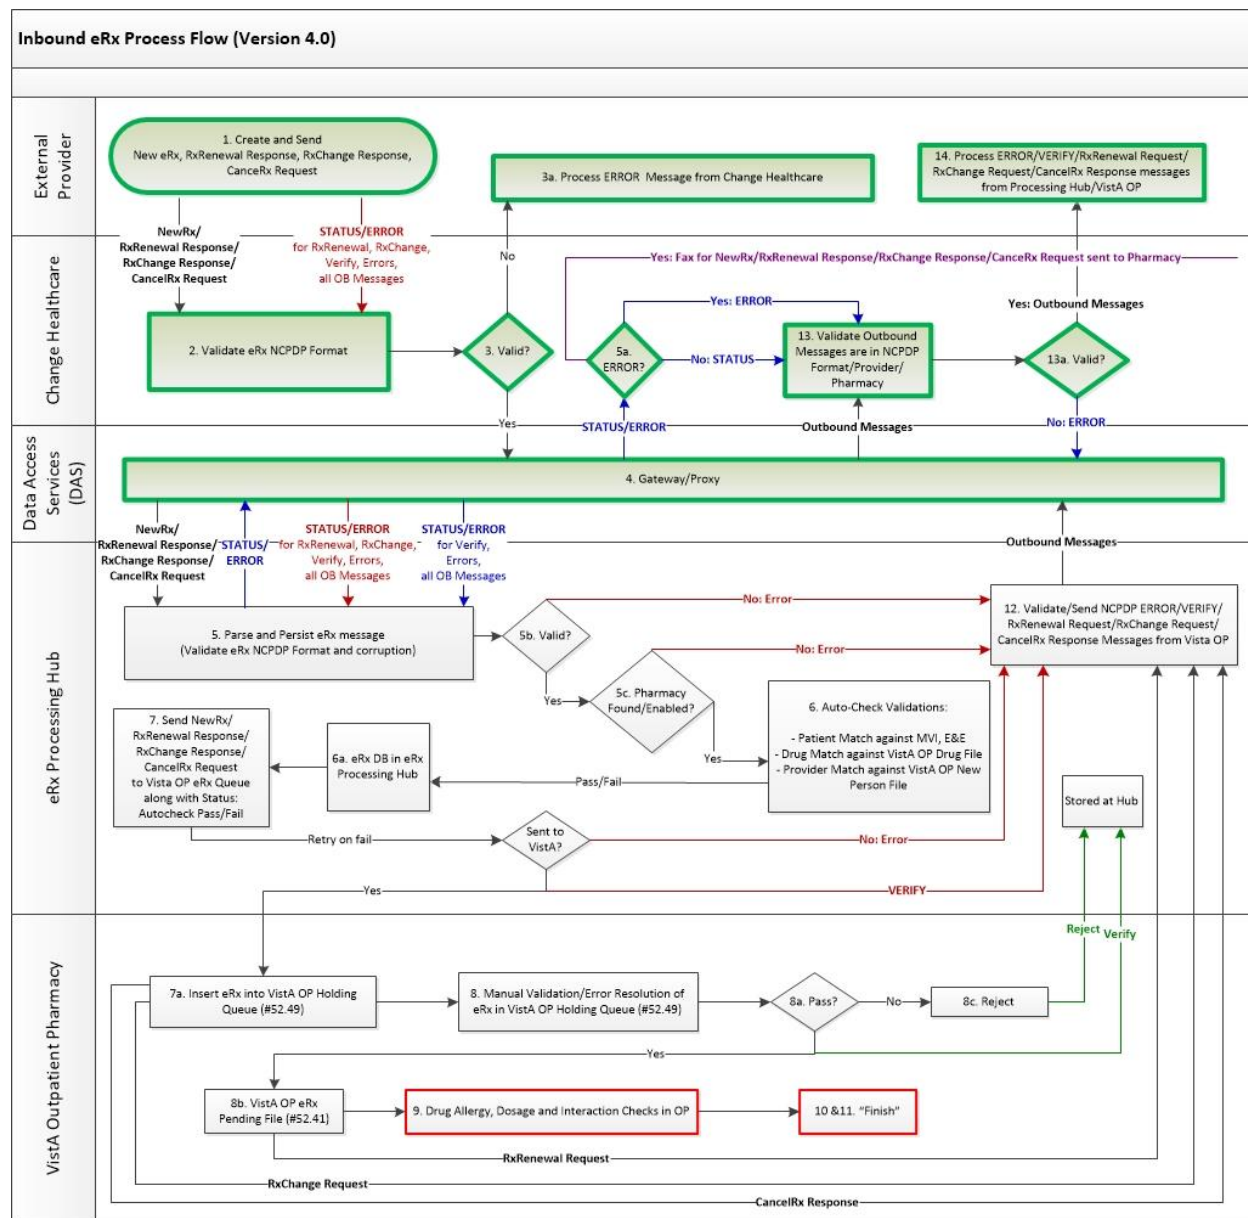 Inbound eRx Process Flow (Version 4.0)
External
Provider
1. Create and Send
New eRx, RxRenewal Response, RxChange Response,
CanceRx Request
3a. Process ERROR  Message from Change Healthcare
14. Process ERROR/VERIFY/RxRenewal Request/
RxChange Request/CancelRx Response messages
from Processing Hub/VistA OP
NewRx/
RxRenewal Response/
RxChange Response/
CancelRx Request
STATUS/ERROR
for RxRenewal, RxChange,
Verify, Errors,
all OB Messages
No
Yes: Fax for NewRx/RxRenewal Response/RxChange Response/CanceRx Request sent to Pharmacy
Change Healthcare
2. Validate eRx NCPDP Format
3. Valid?
Yes: ERROR
5a.
ERROR?
No: STATUS
13. Validate Outbound
Messages are in NCPDP
Format/Provider/
Pharmacy
Yes: Outbound Messages
13a. Valid?
Yes
STATUS/ERROR
Outbound Messages
No: ERROR
Data Access
Services
(DAS)
4. Gateway/Proxy
NewRx/
RxRenewal Response/
RxChange Response/
CancelRx Request
STATUS/
ERROR
STATUS/ERROR
for RxRenewal, RxChange,
Verify, Errors,
all OB Messages
STATUS/ERROR
for Verify,
Errors,
all OB Messages
Outbound Messages
eRx Processing Hub
5. Parse and Persist eRx message
(Validate eRx NCPDP Format and corruption)
5b. Valid?
No: Error
12. Validate/Send NCPDP ERROR/VERIFY/
RxRenewal Request/RxChange Request/
CancelRx Response Messages from Vista OP
Yes
5c. Pharmacy
Found/Enabled?
No: Error
Yes
6. Auto-Check Validations:
- Patient Match against MVI, E&E
- Drug Match against VistA OP Drug File
- Provider Match against VistA OP New
Person File
Pass/Fail
6a. eRx DB in eRx
Processing Hub
7. Send NewRx/
RxRenewal Response/
RxChange Response/
CancelRx Request
to Vista OP eRx Queue
along with Status:
Autocheck Pass/Fail
Retry on fail
Sent to
VistA?
No: Error
Stored at Hub
Yes
VERIFY
VistA Outpatient Pharmacy
Reject
Verify
7a. Insert eRx into VistA OP Holding
Queue (#52.49)
8. Manual Validation/Error Resolution of
eRx in VistA OP Holding Queue (#52.49)
8a. Pass?
No
8c. Reject
Yes
8b. VistA OP eRx
Pending File (#52.41)
9. Drug Allergy, Dosage and Interaction Checks in OP
10 &11. "Finish"
RxRenewal Request
RxChange Request
CancelRx Response